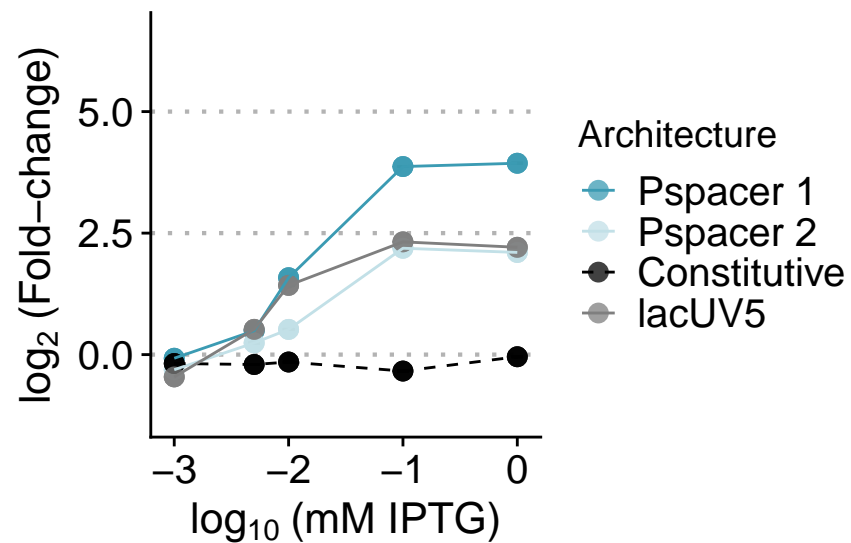 5.0
2.5
0.0
log₂ (Fold−change)
−3
−2
−1
0
log₁₀ (mM IPTG)
Architecture
Pspacer 1
Pspacer 2
Constitutive
lacUV5